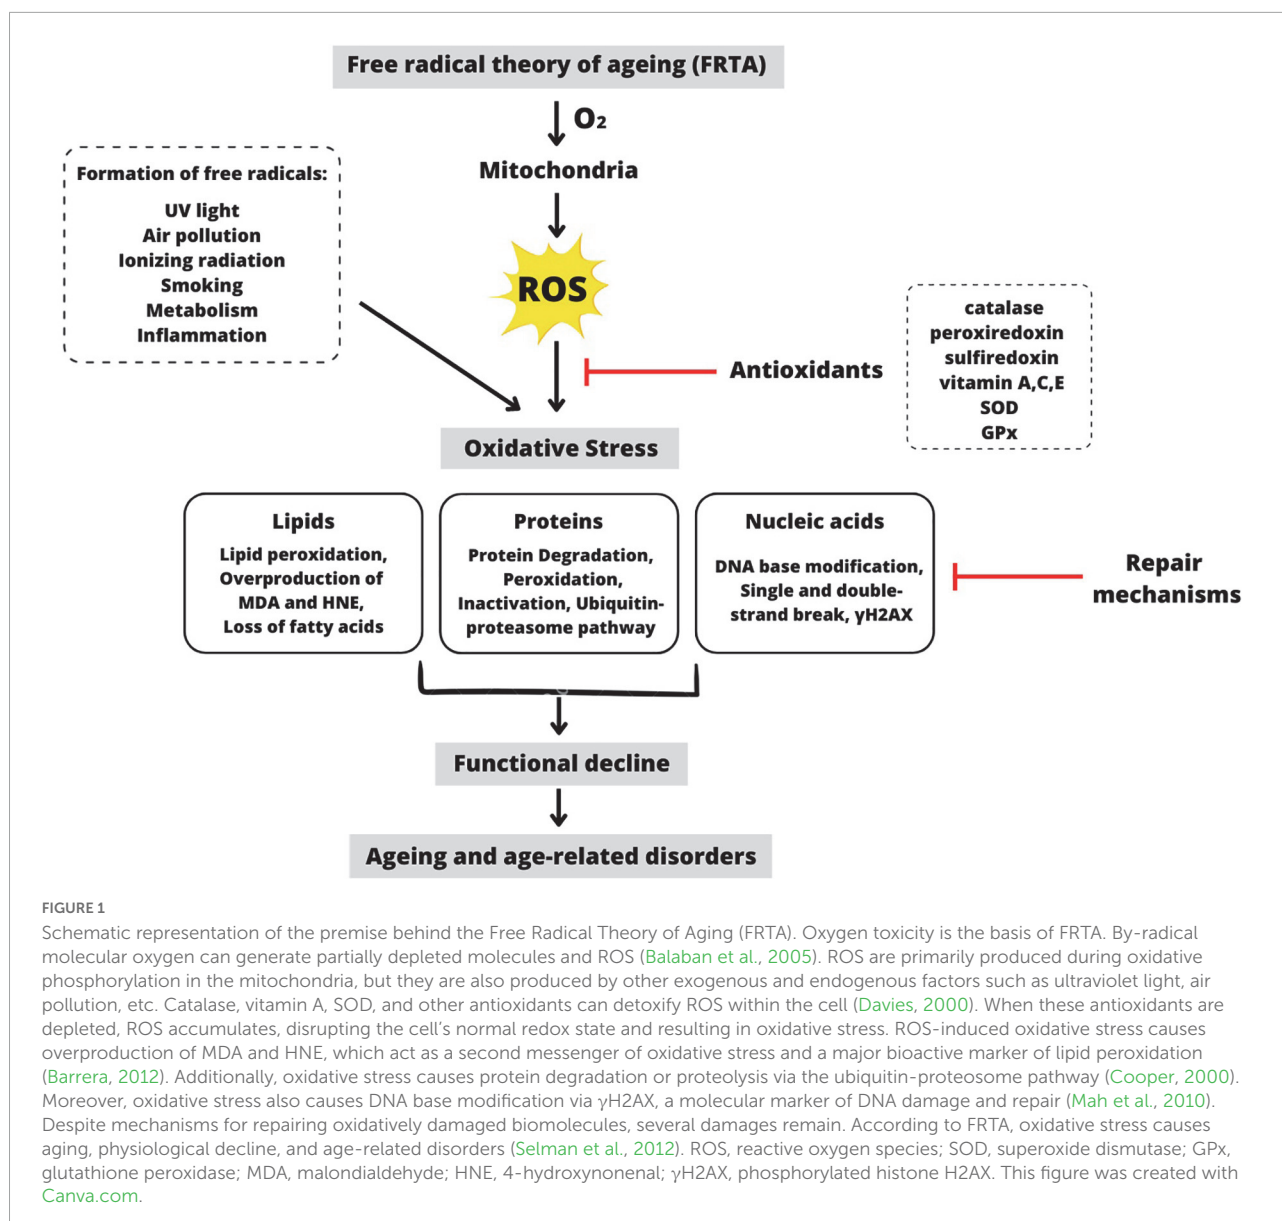 Free radical theory of ageing (FRTA)
O₂
Mitochondria
Formation of free radicals:
UV light
Air pollution
Ionizing radiation
Smoking
Metabolism
Inflammation
ROS
Antioxidants
catalase
peroxiredoxin
sulfiredoxin
vitamin A,C,E
SOD
GPx
Oxidative Stress
Lipids
Lipid peroxidation,
Overproduction of
MDA and HNE,
Loss of fatty acids
Proteins
Protein Degradation,
Peroxidation,
Inactivation, Ubiquitin-
proteasome pathway
Nucleic acids
DNA base modification,
Single and double-
strand break, γH2AX
Repair
mechanisms
Functional decline
Ageing and age-related disorders
FIGURE 1
Schematic representation of the premise behind the Free Radical Theory of Aging (FRTA). Oxygen toxicity is the basis of FRTA. By-radical
molecular oxygen can generate partially depleted molecules and ROS (Balaban et al., 2005). ROS are primarily produced during oxidative
phosphorylation in the mitochondria, but they are also produced by other exogenous and endogenous factors such as ultraviolet light, air
pollution, etc. Catalase, vitamin A, SOD, and other antioxidants can detoxify ROS within the cell (Davies, 2000). When these antioxidants are
depleted, ROS accumulates, disrupting the cell's normal redox state and resulting in oxidative stress. ROS-induced oxidative stress causes
overproduction of MDA and HNE, which act as a second messenger of oxidative stress and a major bioactive marker of lipid peroxidation
(Barrera, 2012). Additionally, oxidative stress causes protein degradation or proteolysis via the ubiquitin-proteosome pathway (Cooper, 2000).
Moreover, oxidative stress also causes DNA base modification via γH2AX, a molecular marker of DNA damage and repair (Mah et al., 2010).
Despite mechanisms for repairing oxidatively damaged biomolecules, several damages remain. According to FRTA, oxidative stress causes
aging, physiological decline, and age-related disorders (Selman et al., 2012). ROS, reactive oxygen species; SOD, superoxide dismutase; GPx,
glutathione peroxidase; MDA, malondialdehyde; HNE, 4-hydroxynonenal; γH2AX, phosphorylated histone H2AX. This figure was created with
Canva.com.